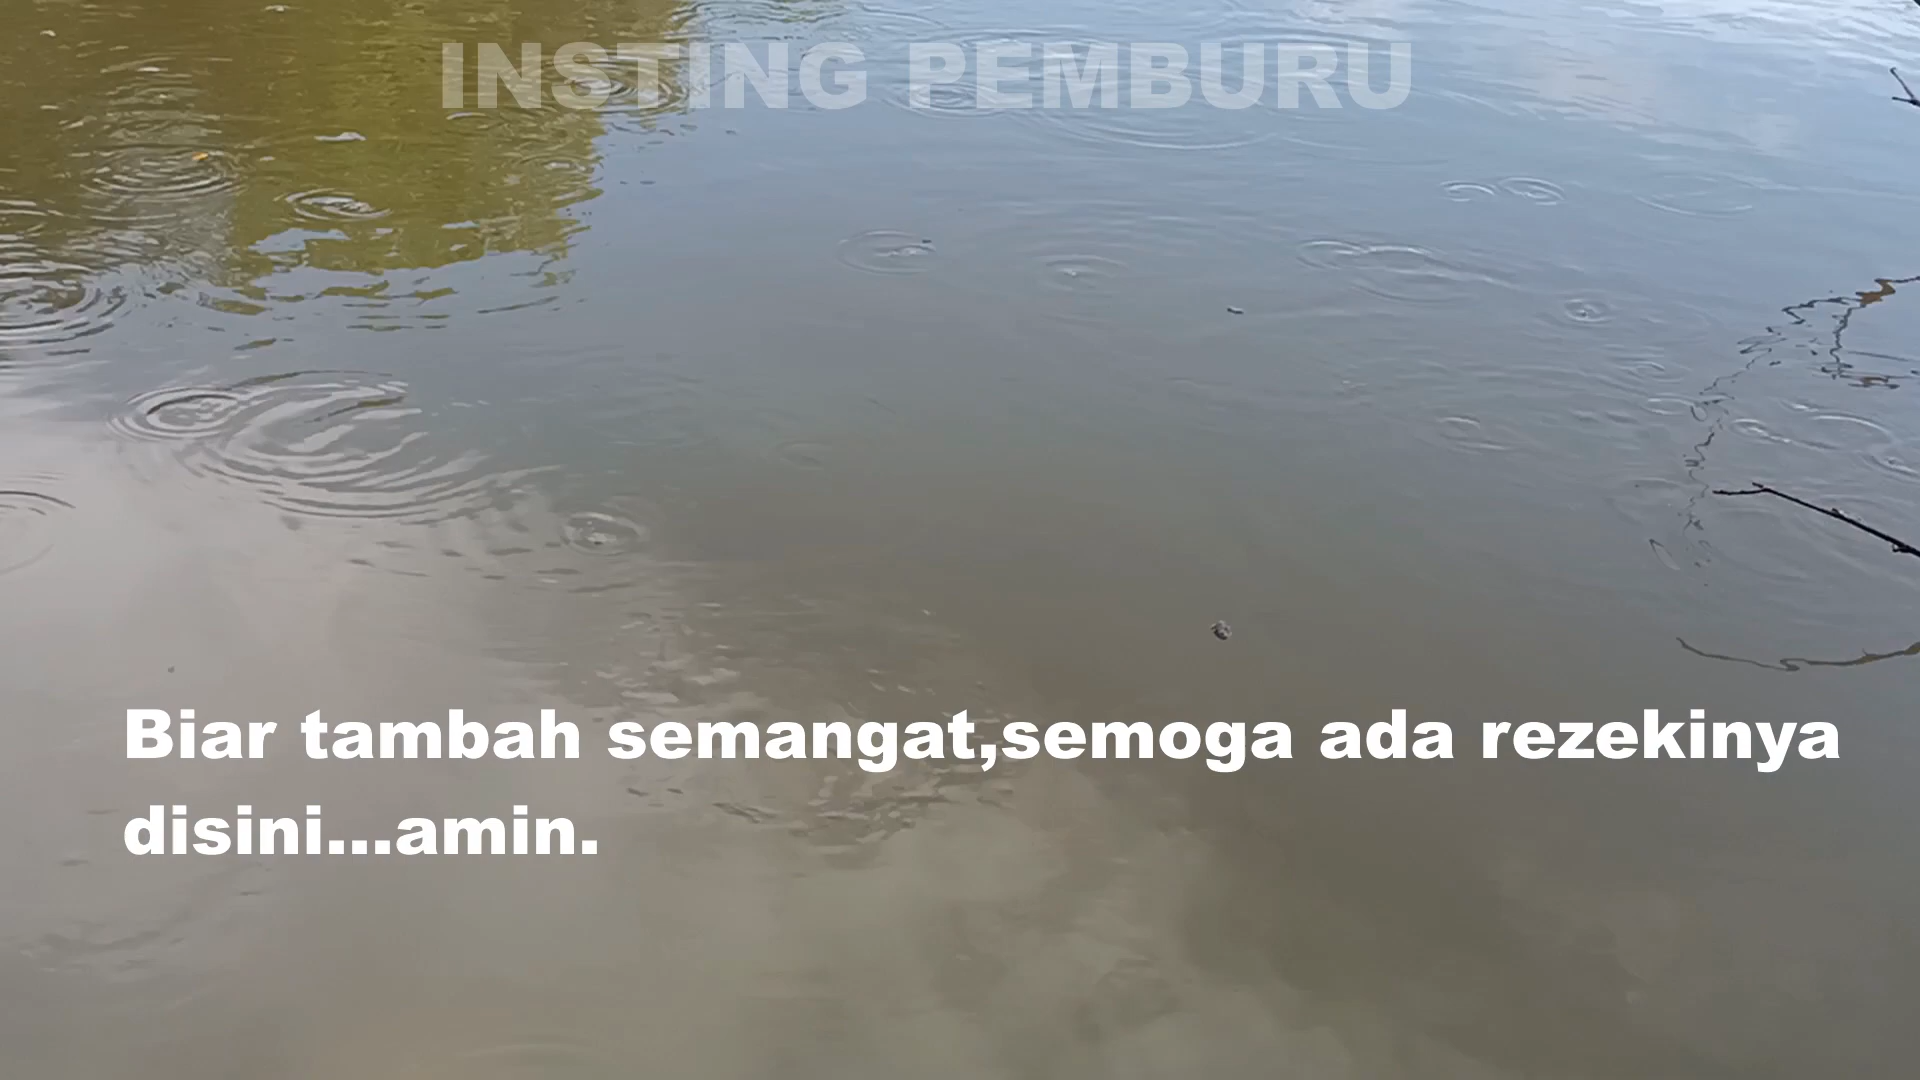 INSTING PEMBURU
Biar tambah semangat,semoga ada rezekinya
disini...amin.